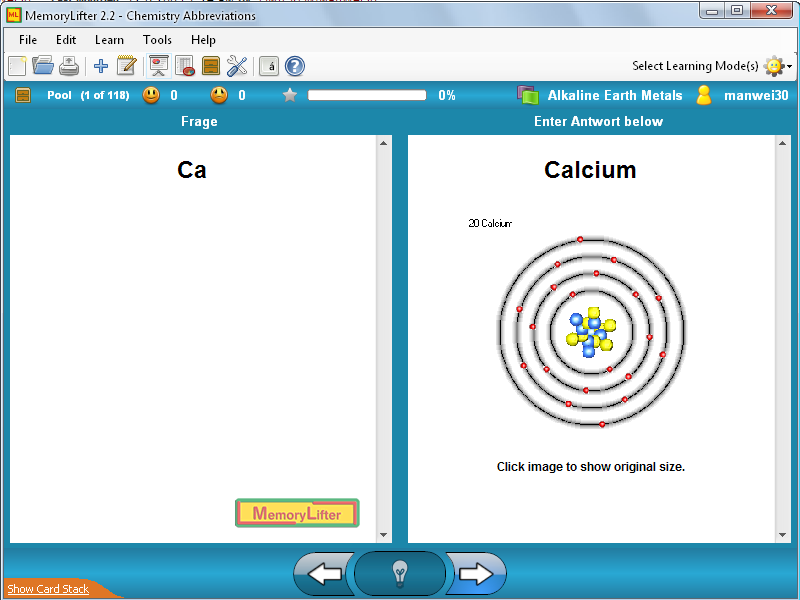 MemoryLifter 2.2 - Chemistry Abbreviations
File Edit Learn Tools Help
á ? Select Learning Mode(s)
Pool (1 of 118) 0 0 0% Alkaline Earth Metals manwei30
Frage Enter Antwort below
Ca
Calcium
20 Calcium
Click image to show original size.
MemoryLifter
Show Card Stack